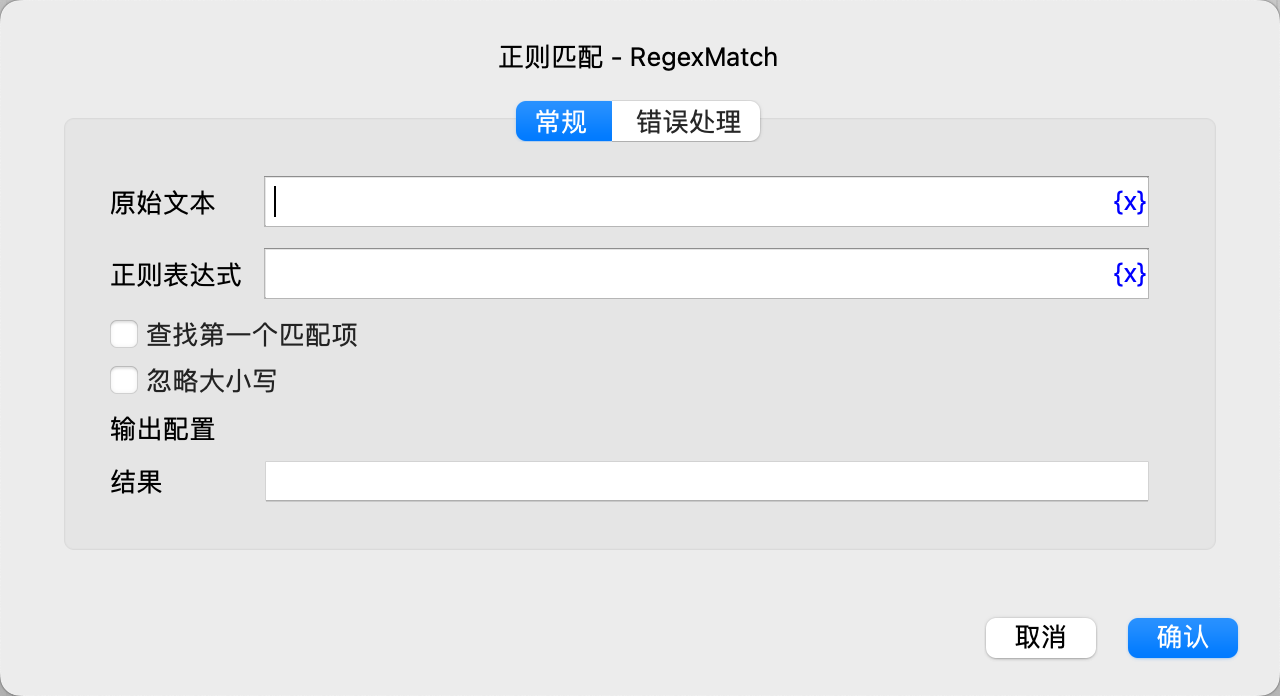 正则匹配 - RegexMatch
常规 错误处理
原始文本 {x}
正则表达式 {x}
查找第一个匹配项
忽略大小写
输出配置
结果
取消 确认